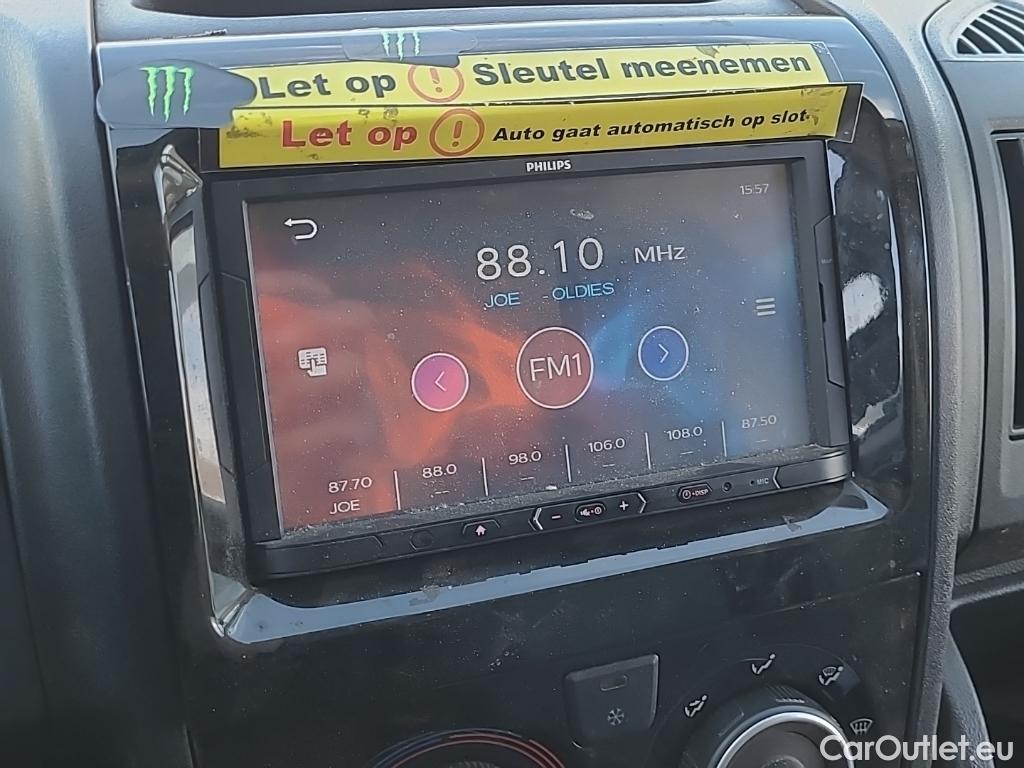 Let op ! Sleutel meenemen
Let op ! Auto gaat automatisch op slot
PHILIPS
15:57
88.10 MHz
JOE OLDIES
< FM1 >
87.70 88.0 98.0 106.0 108.0 87.50
JOE
− + DISP MIC
CarOutlet.eu